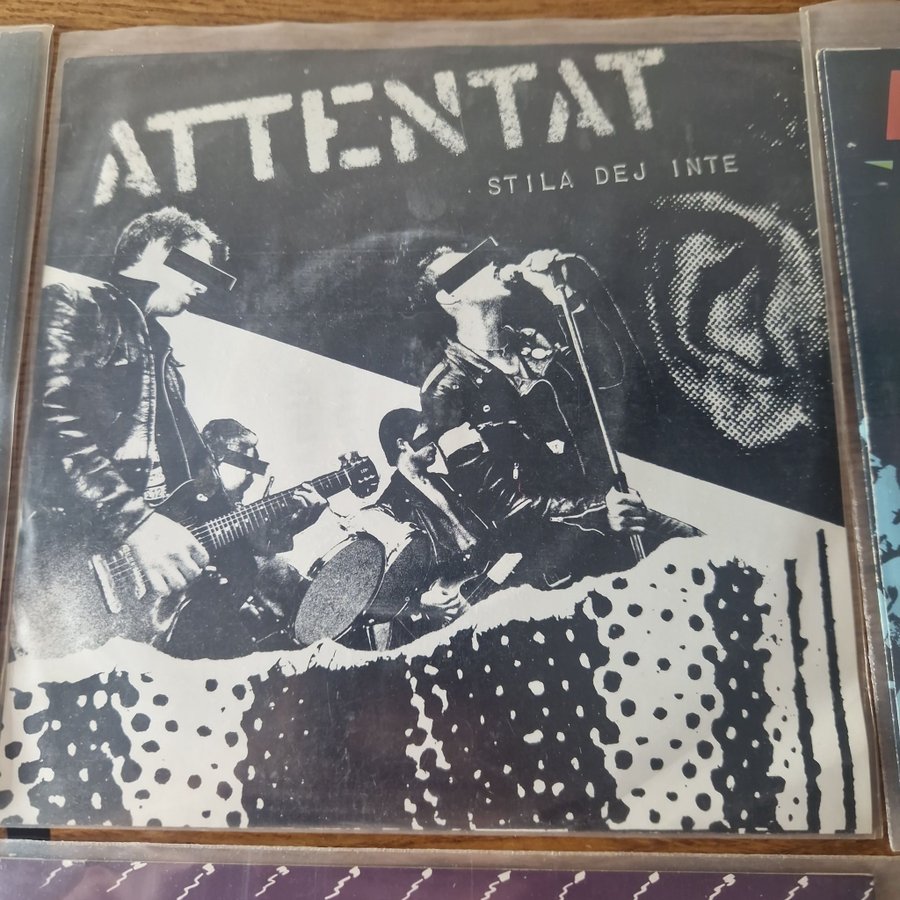 ATTENTAT
STILA DEJ INTE